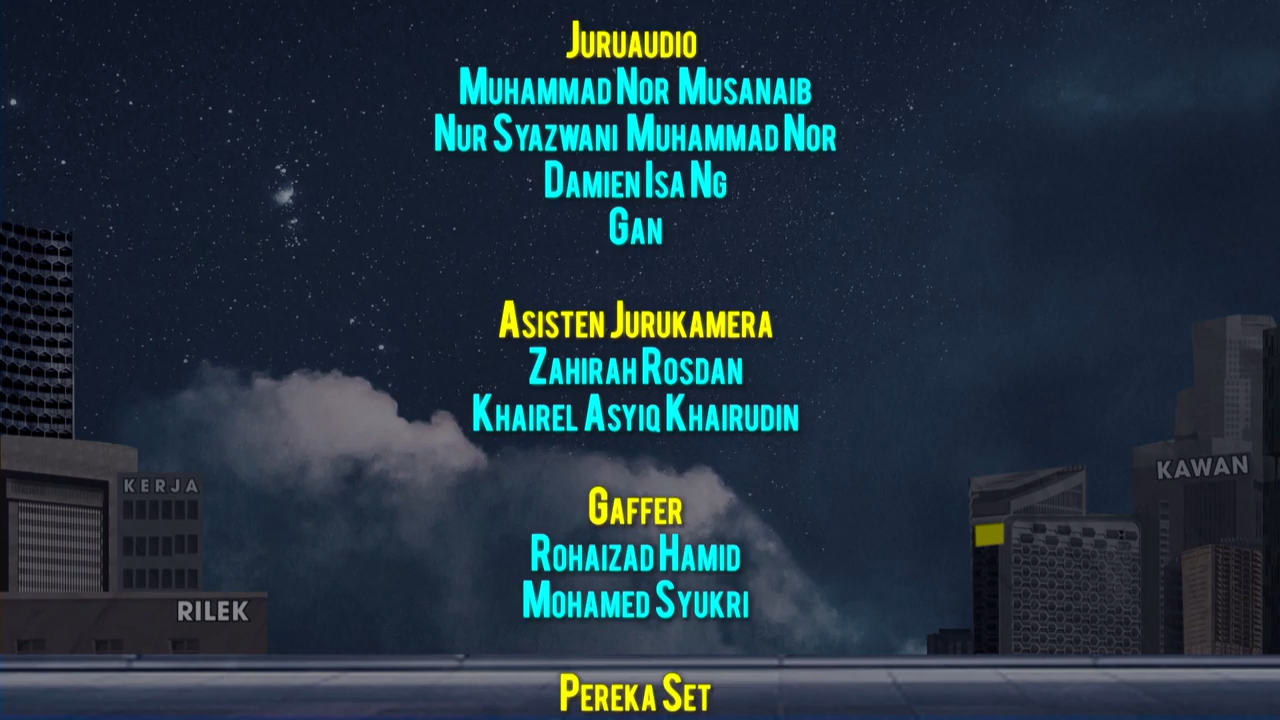 JURUAUDIO
MUHAMMAD NOR MUSANAIB
NUR SYAZWANI MUHAMMAD NOR
DAMIEN ISA NG
GAN
ASISTEN JURUKAMERA
ZAHIRAH ROSDAN
KHAIREL ASYIQ KHAIRUDIN
KAWAN
KERJA
GAFFER
ROHAIZAD HAMID
MOHAMED SYUKRI
RILEK
PEREKA SET